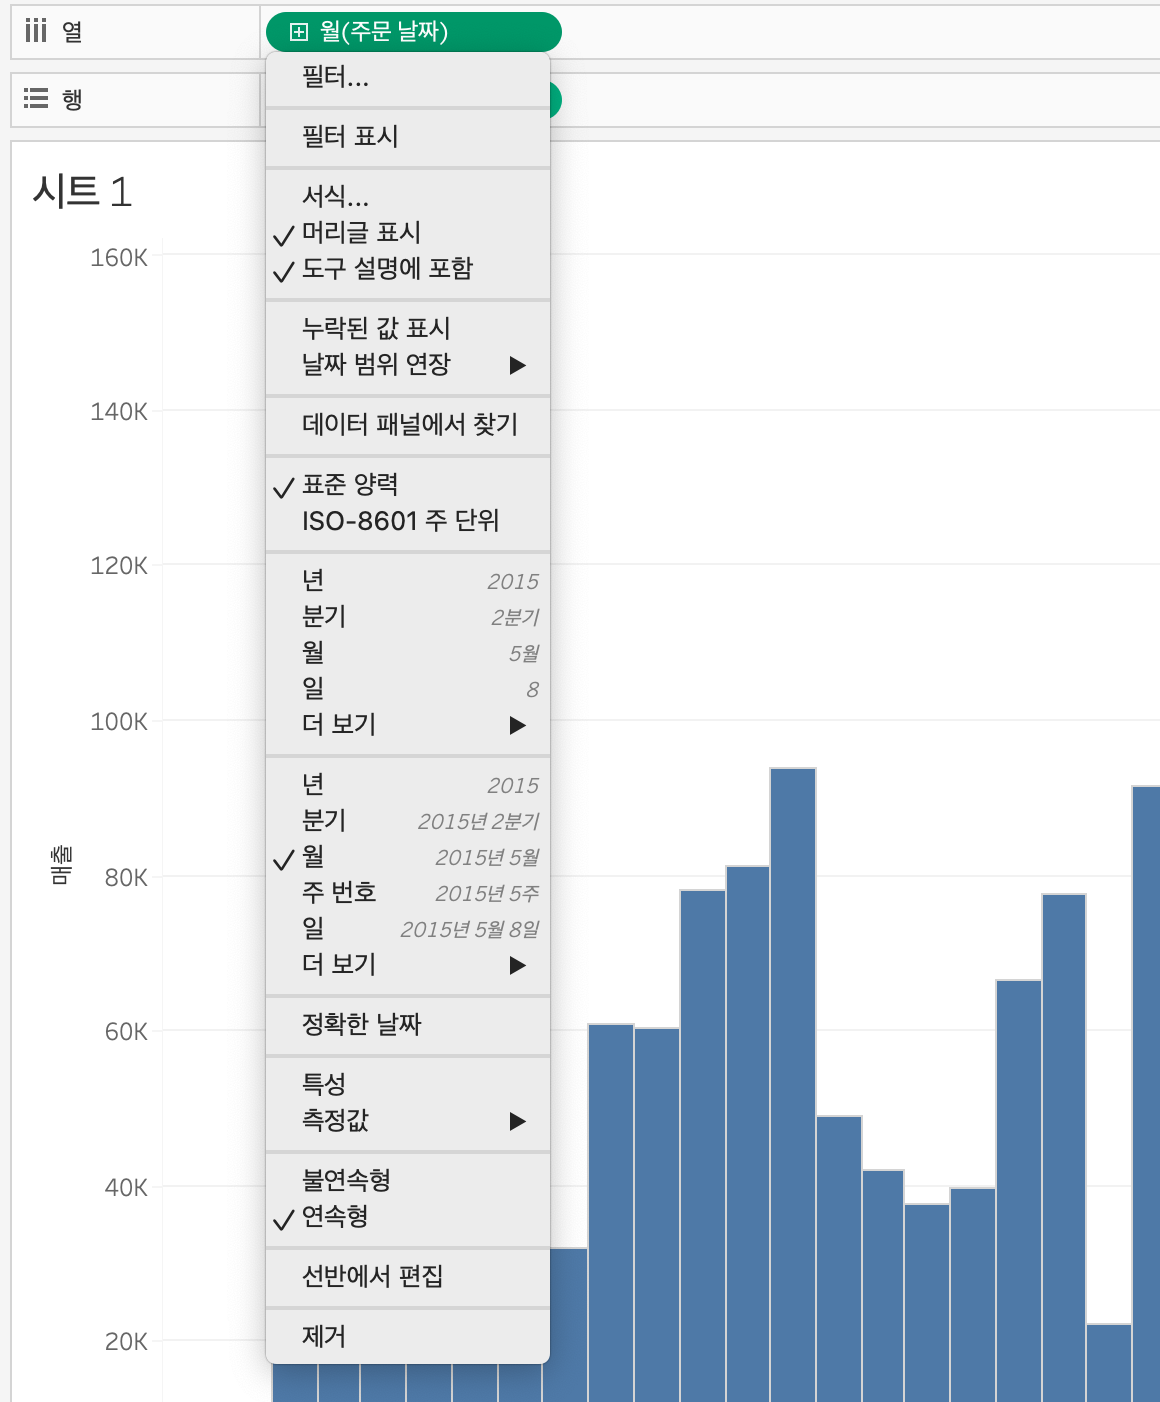 열
월(주문 날짜)
행
시트 1
필터...
필터 표시
서식...
머리글 표시
도구 설명에 포함
누락된 값 표시
날짜 범위 연장
데이터 패널에서 찾기
표준 양력
ISO-8601 주 단위
년 2015
분기 2분기
월 5월
일 8
더 보기
년 2015
분기 2015년 2분기
월 2015년 5월
주 번호 2015년 5주
일 2015년 5월 8일
더 보기
정확한 날짜
특성
측정값
불연속형
연속형
선반에서 편집
제거
매출
160K
140K
120K
100K
80K
60K
40K
20K